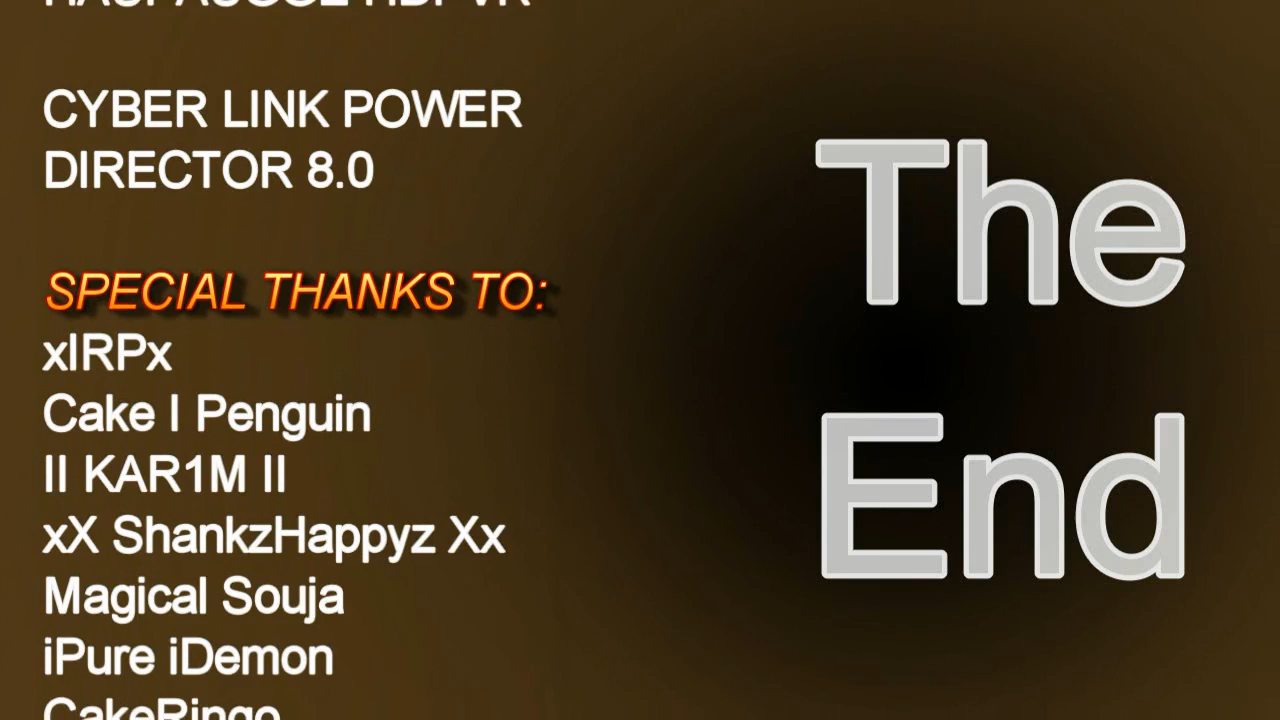 CYBER LINK POWER
DIRECTOR 8.0
SPECIAL THANKS TO:
xIRPx
Cake I Penguin
II KAR1M II
xX ShankzHappyz Xx
Magical Souja
iPure iDemon
CakeRingo
The
End